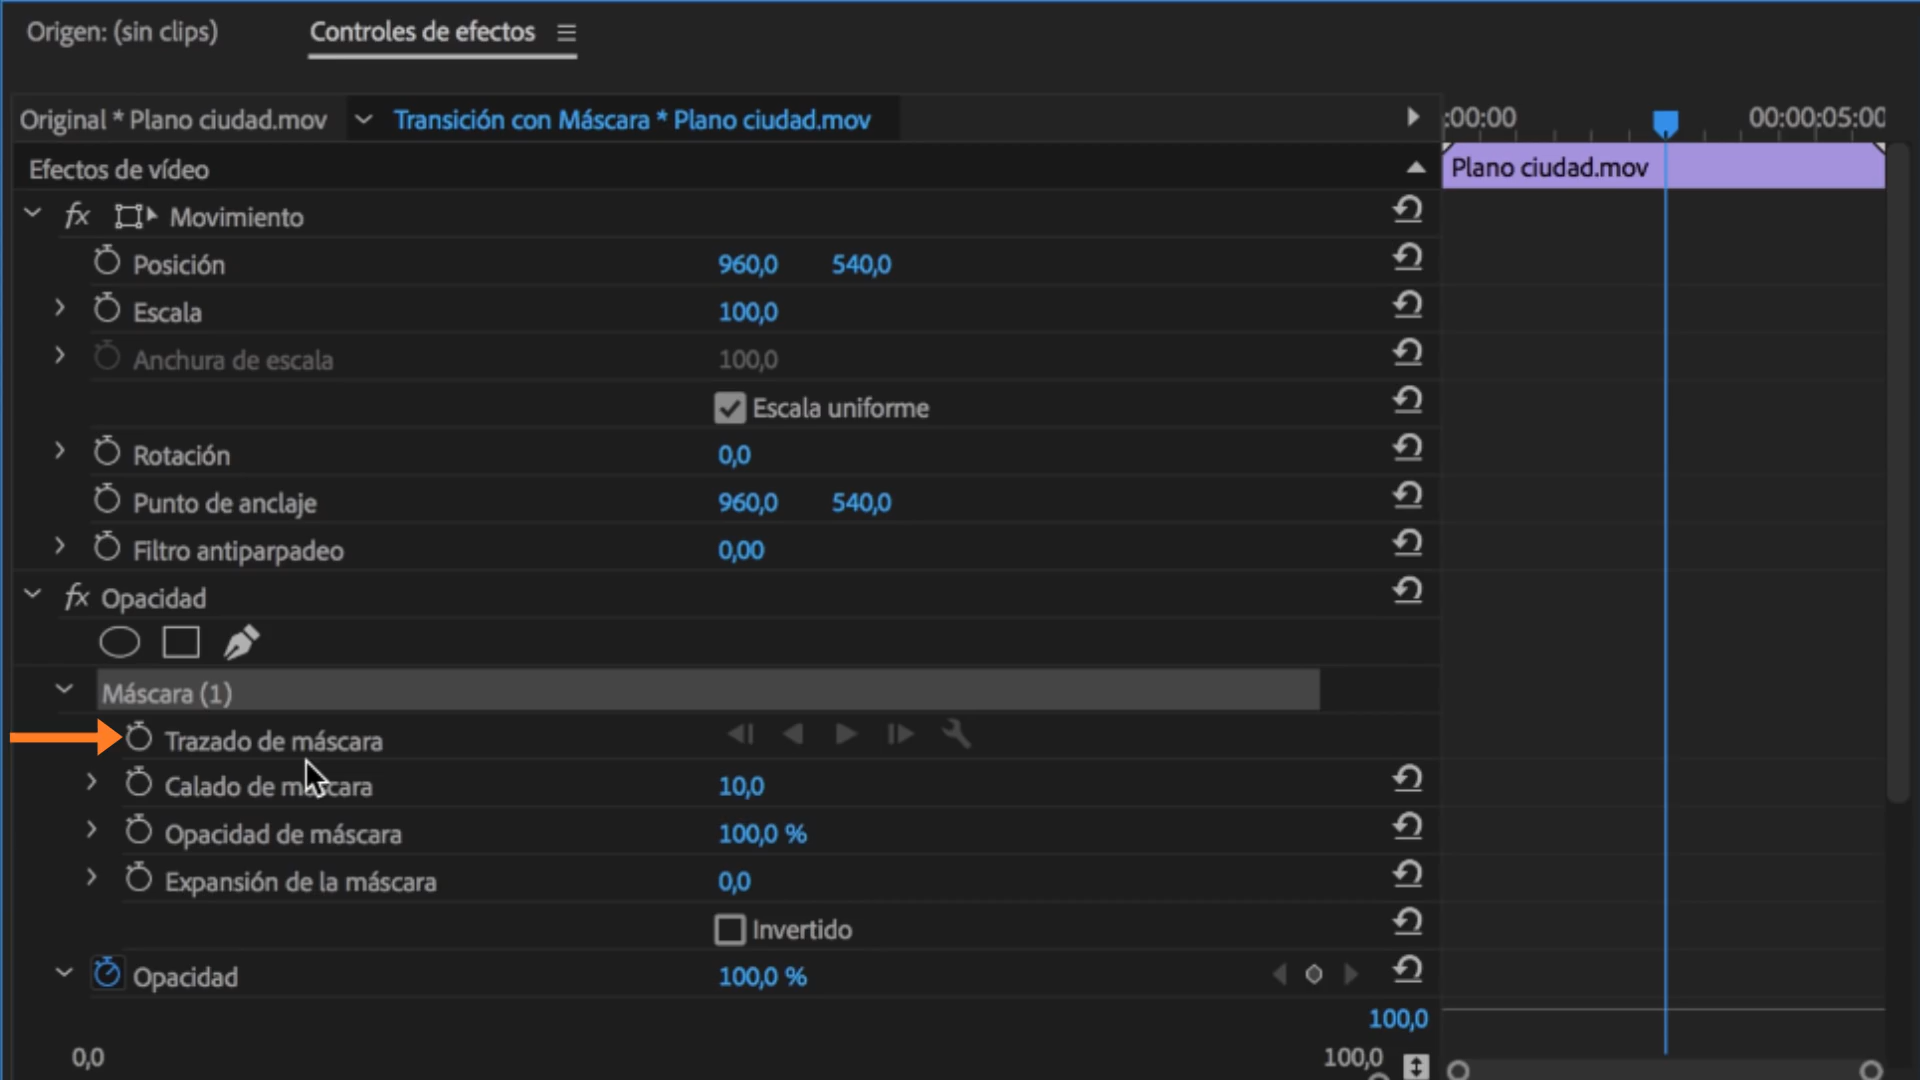 Origen: (sin clips) Controles de efectos
Original * Plano ciudad.mov Transición con Máscara * Plano ciudad.mov :00:00 00:00:05:00
Efectos de vídeo Plano ciudad.mov
fx Movimiento
Posición 960,0 540,0
Escala 100,0
Anchura de escala 100,0
Escala uniforme
Rotación 0,0
Punto de anclaje 960,0 540,0
Filtro antiparpadeo 0,00
fx Opacidad
Máscara (1)
Trazado de máscara
Calado de máscara 10,0
Opacidad de máscara 100,0 %
Expansión de la máscara 0,0
Invertido
Opacidad 100,0 %
100,0
0,0 100,0